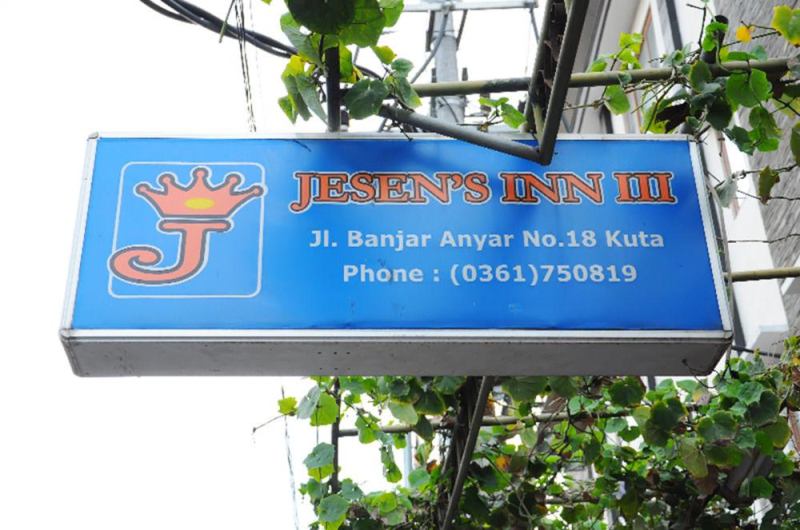 J
JESEN'S INN III
Jl. Banjar Anyar No.18 Kuta
Phone : (0361)750819